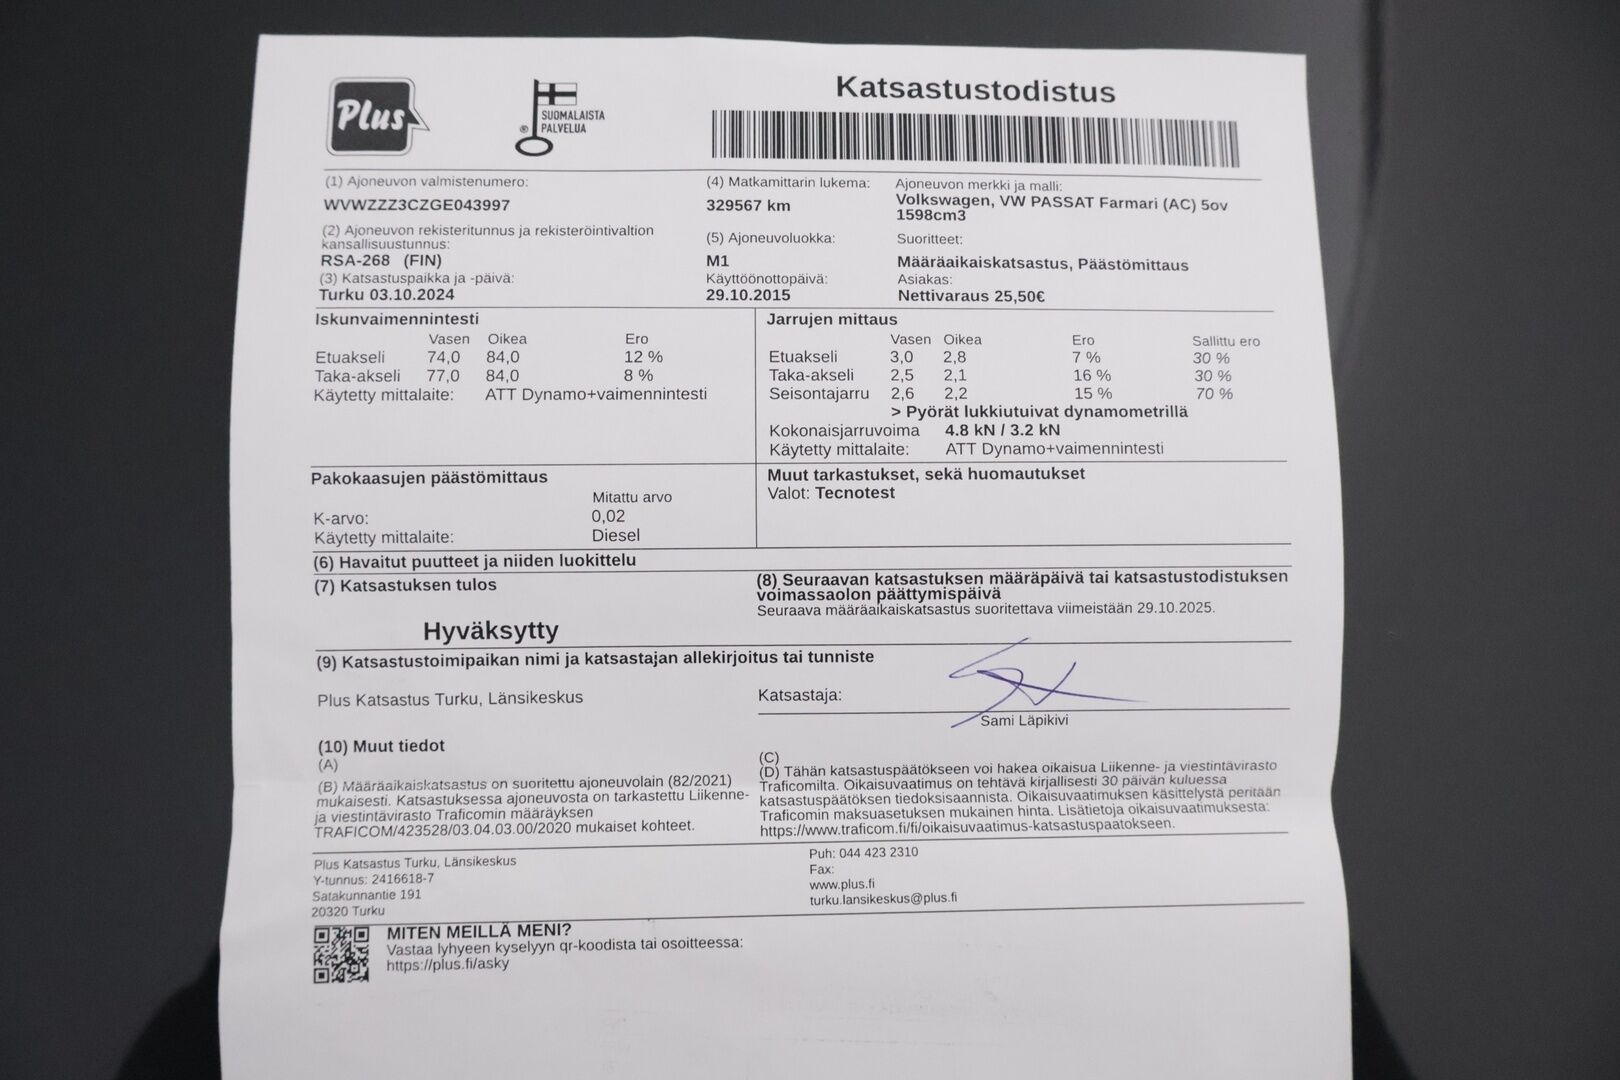 Plus
SUOMALAISTA
PALVELUA
®
Katsastustodistus
(1) Ajoneuvon valmistenumero:
WVWZZZ3CZGE043997
(4) Matkamittarin lukema:
329567 km
Ajoneuvon merkki ja malli:
Volkswagen, VW PASSAT Farmari (AC) 5ov
1598cm3
(2) Ajoneuvon rekisteritunnus ja rekisteröintivaltion
kansallisuustunnus:
RSA-268 (FIN)
(5) Ajoneuvoluokka:
M1
Suoritteet:
Määräaikaiskatsastus, Päästömittaus
(3) Katsastuspaikka ja -päivä:
Turku 03.10.2024
Käyttöönottopäivä:
29.10.2015
Asiakas:
Nettivaraus 25,50€
Iskunvaimennintesti
Vasen Oikea Ero
Etuakseli 74,0 84,0 12 %
Taka-akseli 77,0 84,0 8 %
Käytetty mittalaite: ATT Dynamo+vaimennintesti
Jarrujen mittaus
Vasen Oikea Ero Sallittu ero
Etuakseli 3,0 2,8 7 % 30 %
Taka-akseli 2,5 2,1 16 % 30 %
Seisontajarru 2,6 2,2 15 % 70 %
> Pyörät lukkiutuivat dynamometrillä
Kokonaisjarruvoima 4.8 kN / 3.2 kN
Käytetty mittalaite: ATT Dynamo+vaimennintesti
Pakokaasujen päästömittaus
Mitattu arvo
K-arvo: 0,02
Käytetty mittalaite: Diesel
Muut tarkastukset, sekä huomautukset
Valot: Tecnotest
(6) Havaitut puutteet ja niiden luokittelu
(7) Katsastuksen tulos
Hyväksytty
(8) Seuraavan katsastuksen määräpäivä tai katsastustodistuksen
voimassaolon päättymispäivä
Seuraava määräaikaiskatsastus suoritettava viimeistään 29.10.2025.
(9) Katsastustoimipaikan nimi ja katsastajan allekirjoitus tai tunniste
Plus Katsastus Turku, Länsikeskus
Katsastaja:
Sami Läpikivi
(10) Muut tiedot
(A)
(B) Määräaikaiskatsastus on suoritettu ajoneuvolain (82/2021)
mukaisesti. Katsastuksessa ajoneuvosta on tarkastettu Liikenne-
ja viestintävirasto Traficomin määräyksen
TRAFICOM/423528/03.04.03.00/2020 mukaiset kohteet.
(C)
(D) Tähän katsastuspäätökseen voi hakea oikaisua Liikenne- ja viestintävirasto
Traficomilta. Oikaisuvaatimus on tehtävä kirjallisesti 30 päivän kuluessa
katsastuspäätöksen tiedoksisaannista. Oikaisuvaatimuksen käsittelystä peritään
Traficomin maksuasetuksen mukainen hinta. Lisätietoja oikaisuvaatimuksesta:
https://www.traficom.fi/fi/oikaisuvaatimus-katsastuspaatokseen.
Plus Katsastus Turku, Länsikeskus
Y-tunnus: 2416618-7
Satakunnantie 191
20320 Turku
Puh: 044 423 2310
Fax:
www.plus.fi
turku.lansikeskus@plus.fi
MITEN MEILLÄ MENI?
Vastaa lyhyeen kyselyyn qr-koodista tai osoitteessa:
https://plus.fi/asky